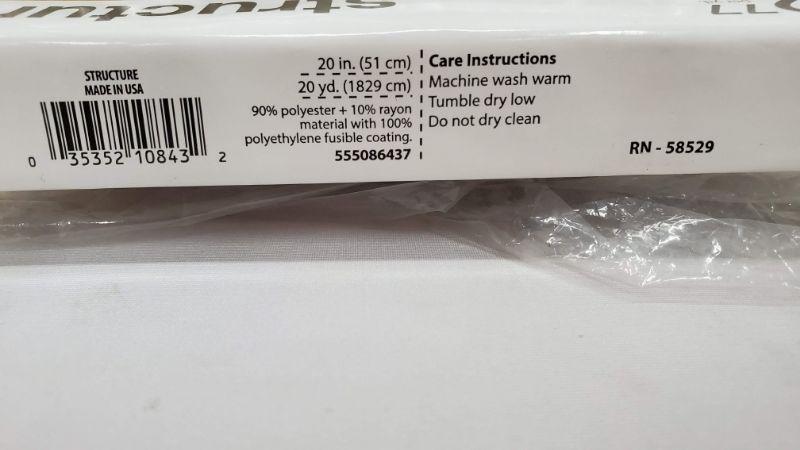 Structur
STRUCTURE
MADE IN USA
0 35352 10843 2
20 in. (51 cm)
20 yd. (1829 cm)
90% polyester + 10% rayon
material with 100%
polyethylene fusible coating.
555086437
Care Instructions
Machine wash warm
Tumble dry low
Do not dry clean
RN - 58529